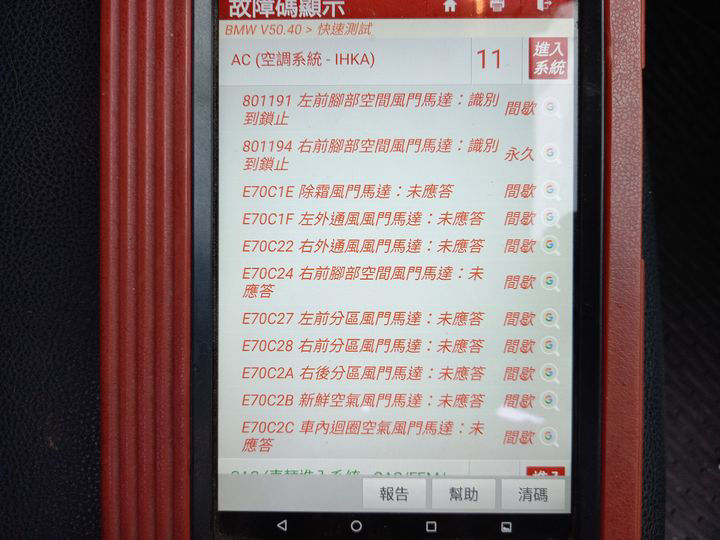 故障碼顯示
BMW V50.40 > 快速測試
AC (空調系統 - IHKA) 11 進入系統
801191 左前腳部空間風門馬達：識別到鎖止 間歇
801194 右前腳部空間風門馬達：識別到鎖止 永久
E70C1E 除霜風門馬達：未應答 間歇
E70C1F 左外通風風門馬達：未應答 間歇
E70C22 右外通風風門馬達：未應答 間歇
E70C24 右前腳部空間風門馬達：未應答 間歇
E70C27 左前分區風門馬達：未應答 間歇
E70C28 右前分區風門馬達：未應答 間歇
E70C2A 右後分區風門馬達：未應答 間歇
E70C2B 新鮮空氣風門馬達：未應答 間歇
E70C2C 車內迴圈空氣風門馬達：未應答 間歇
報告 幫助 清碼